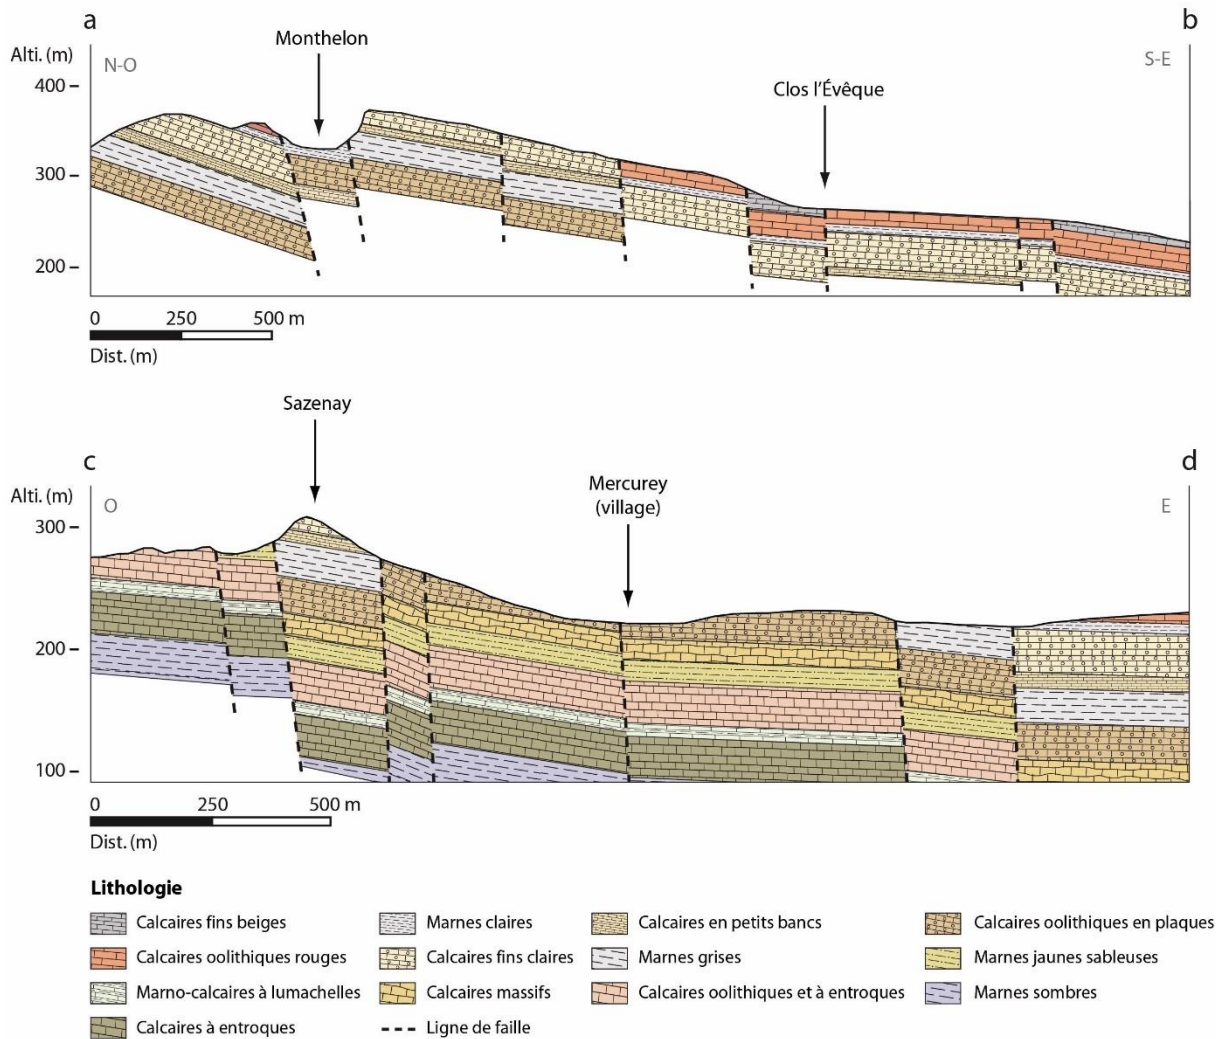 a
b
Alti. (m)
N-O
S-E
Monthelon
Clos l'Évêque
400
300
200
0 250 500 m
Dist. (m)
Sazenay
c
d
Alti. (m)
O
E
Mercurey
(village)
300
200
100
0 250 500 m
Dist. (m)
Lithologie
Calcaires fins beiges
Marnes claires
Calcaires en petits bancs
Calcaires oolithiques en plaques
Calcaires oolithiques rouges
Calcaires fins claires
Marnes grises
Marnes jaunes sableuses
Marno-calcaires à lumachelles
Calcaires massifs
Calcaires oolithiques et à entroques
Marnes sombres
Calcaires à entroques
Ligne de faille